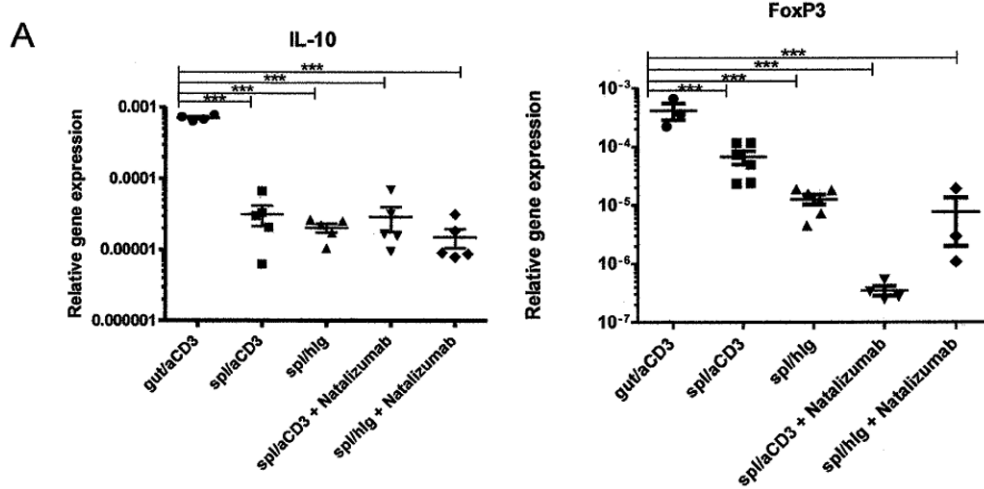 A
IL-10
***
***
***
***
Relative gene expression
0.001
0.0001
0.00001
0.000001
gut/aCD3
spl/aCD3
spl/hIg
spl/aCD3 + Natalizumab
spl/hIg + Natalizumab
FoxP3
***
***
***
***
Relative gene expression
10⁻³
10⁻⁴
10⁻⁵
10⁻⁶
10⁻⁷
gut/aCD3
spl/aCD3
spl/hIg
spl/aCD3 + Natalizumab
spl/hIg + Natalizumab